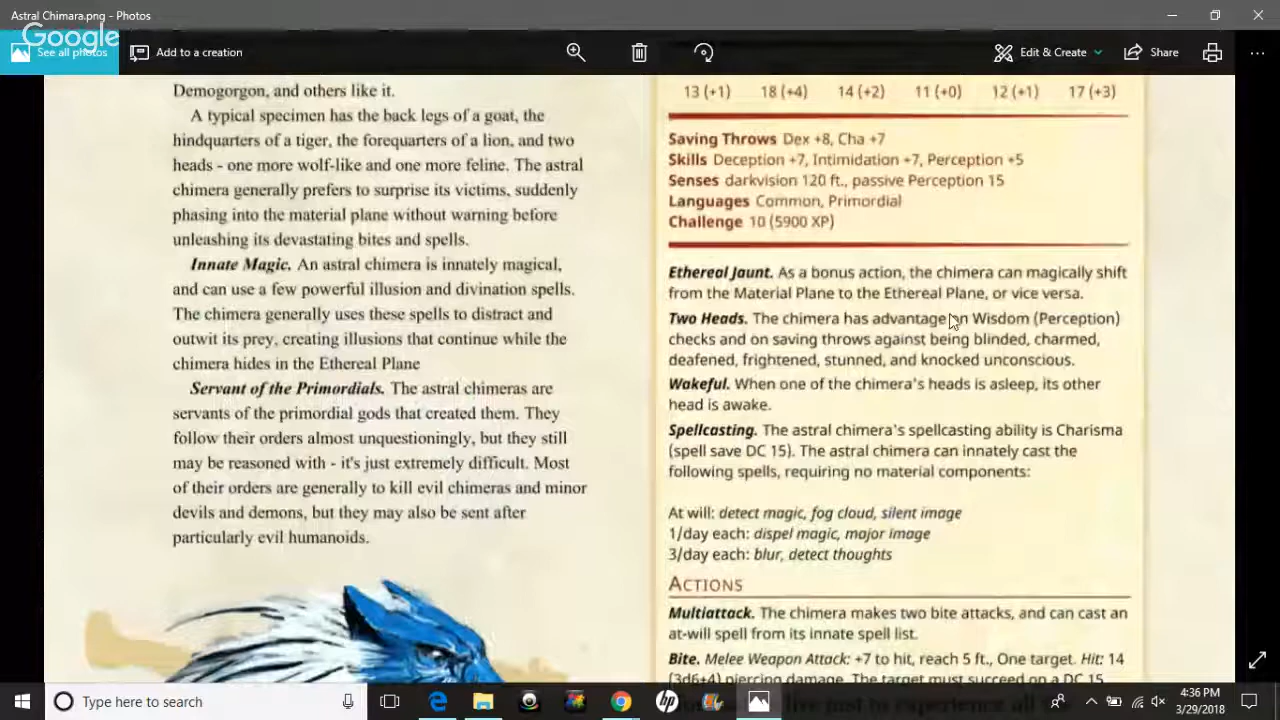 Astral Chimara.png - Photos
Google
See all photos
Add to a creation
Edit & Create
Share
Demogorgon, and others like it.
A typical specimen has the back legs of a goat, the
hindquarters of a tiger, the forequarters of a lion, and two
heads - one more wolf-like and one more feline. The astral
chimera generally prefers to surprise its victims, suddenly
phasing into the material plane without warning before
unleashing its devastating bites and spells.
Innate Magic. An astral chimera is innately magical,
and can use a few powerful illusion and divination spells.
The chimera generally uses these spells to distract and
outwit its prey, creating illusions that continue while the
chimera hides in the Ethereal Plane
Servant of the Primordials. The astral chimeras are
servants of the primordial gods that created them. They
follow their orders almost unquestioningly, but they still
may be reasoned with - it's just extremely difficult. Most
of their orders are generally to kill evil chimeras and minor
devils and demons, but they may also be sent after
particularly evil humanoids.
13 (+1) 18 (+4) 14 (+2) 11 (+0) 12 (+1) 17 (+3)
Saving Throws Dex +8, Cha +7
Skills Deception +7, Intimidation +7, Perception +5
Senses darkvision 120 ft., passive Perception 15
Languages Common, Primordial
Challenge 10 (5900 XP)
Ethereal Jaunt. As a bonus action, the chimera can magically shift
from the Material Plane to the Ethereal Plane, or vice versa.
Two Heads. The chimera has advantage on Wisdom (Perception)
checks and on saving throws against being blinded, charmed,
deafened, frightened, stunned, and knocked unconscious.
Wakeful. When one of the chimera's heads is asleep, its other
head is awake.
Spellcasting. The astral chimera's spellcasting ability is Charisma
(spell save DC 15). The astral chimera can innately cast the
following spells, requiring no material components:
At will: detect magic, fog cloud, silent image
1/day each: dispel magic, major image
3/day each: blur, detect thoughts
ACTIONS
Multiattack. The chimera makes two bite attacks, and can cast an
at-will spell from its innate spell list.
Bite. Melee Weapon Attack: +7 to hit, reach 5 ft., One target. Hit: 14
(3d6+4) piercing damage. The target must succeed on a DC 15
live just to experience all the
Type here to search
hp
4:36 PM
3/29/2018